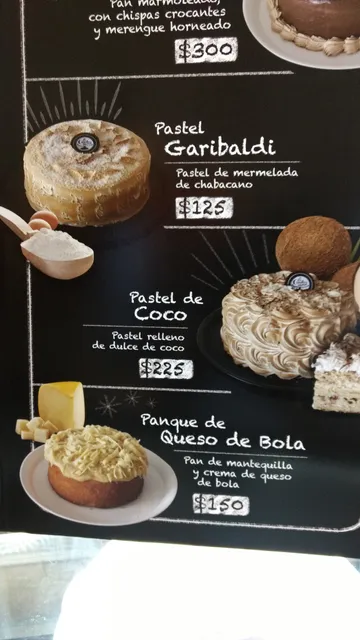 Pan marmoleado,
con chispas crocantes
y merengue horneado
$300
Pastel
Garibaldi
Pastel de mermelada
de chabacano
$125
Pastel de
Coco
Pastel relleno
de dulce de coco
$225
Panque de
Queso de Bola
Pan de mantequilla
y crema de queso
de bola
$150